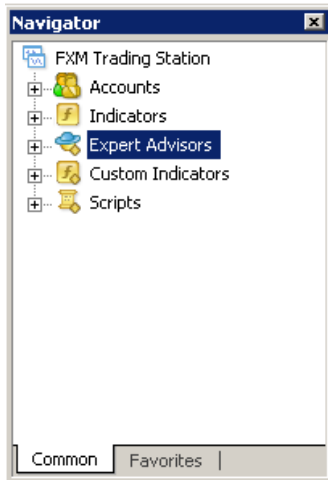 Navigator
FXM Trading Station
Accounts
Indicators
Expert Advisors
Custom Indicators
Scripts
Common
Favorites